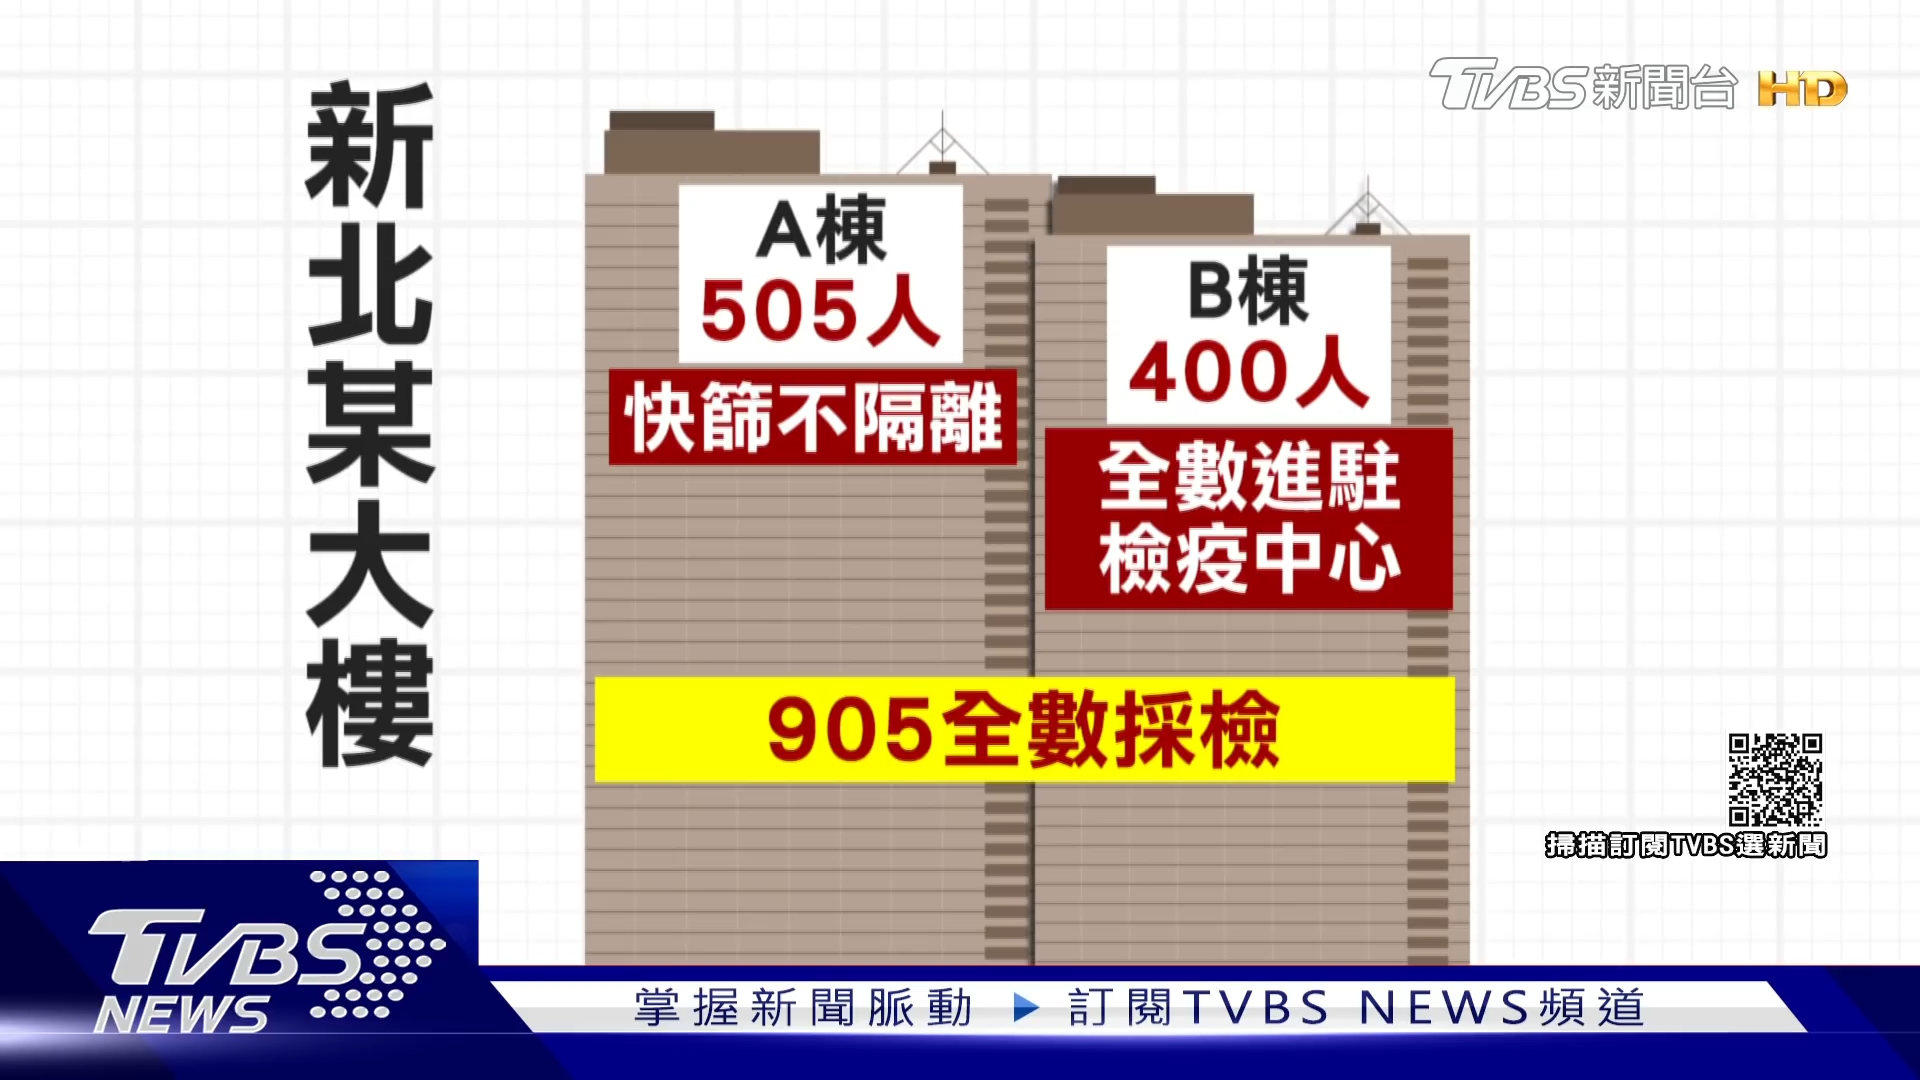 TVBS新聞台 HD
新北某大樓
A棟
505人
快篩不隔離
B棟
400人
全數進駐
檢疫中心
905全數採檢
掃描訂閱TVBS選新聞
TVBS
NEWS
掌握新聞脈動 ▶ 訂閱TVBS NEWS頻道